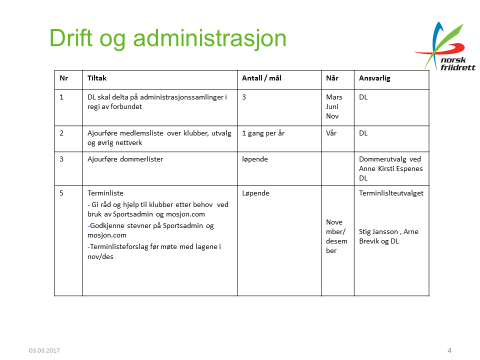 Drift og administrasjon
norsk
friidrett
Nr Tiltak Antall / mål Når Ansvarlig
1 DL skal delta på administrasjonssamlinger i 3 Mars DL
regi av forbundet Juni
Nov
2 Ajourføre medlemsliste over klubber, utvalg 1 gang per år Vår DL
og øvrig nettverk
3 Ajourføre dommerlister løpende Dommerutvalg ved
Anne Kirsti Espenes
DL
5 Terminliste Løpende Terminlislteutvalget
- Gi råd og hjelp til klubber etter behov ved
bruk av Sportsadmin og mosjon.com
-Godkjenne stevner på Sportsadmin og
mosjon.com
-Terminlisteforslag før møte med lagene i
nov/des
Nove
mber/
desem
ber
Stig Jansson , Arne
Brevik og DL
03.03.2017
4